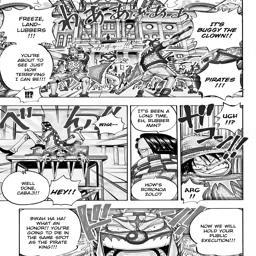 IT'S
BUGGY THE
CLOWN!!
PIRATES
!!!
FREEZE,
LAND-
LUBBERS
!!!
YOU'RE
ABOUT TO
SEE JUST
HOW
TERRIFYING
I CAN BE!!!
!!?
UGH
!?
IT'S BEEN A
LONG TIME,
EH, RUBBER
MAN?
WHA-
HOW'S
RORONOA
ZOLO?
ARG
!!
HEY!!
WELL
DONE,
CABAJI!
NOW WE WILL
HOLD YOUR
PUBLIC
EXECUTION!!!
BWAH HA HA!
WHAT AN
HONOR!! YOU'RE
GOING TO DIE IN
THE SAME SPOT
AS THE PIRATE
KING!!!